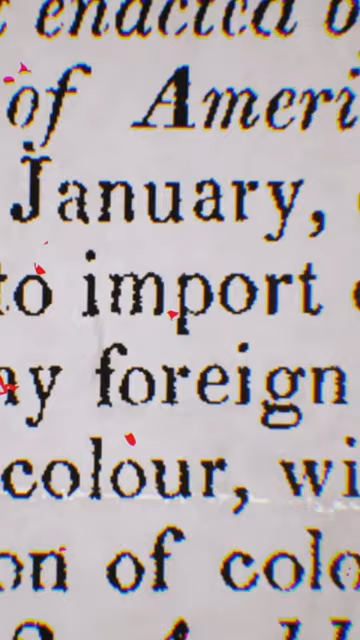 enacted
of Ameri
January,
to import
ay foreign
colour, wi
on of colo